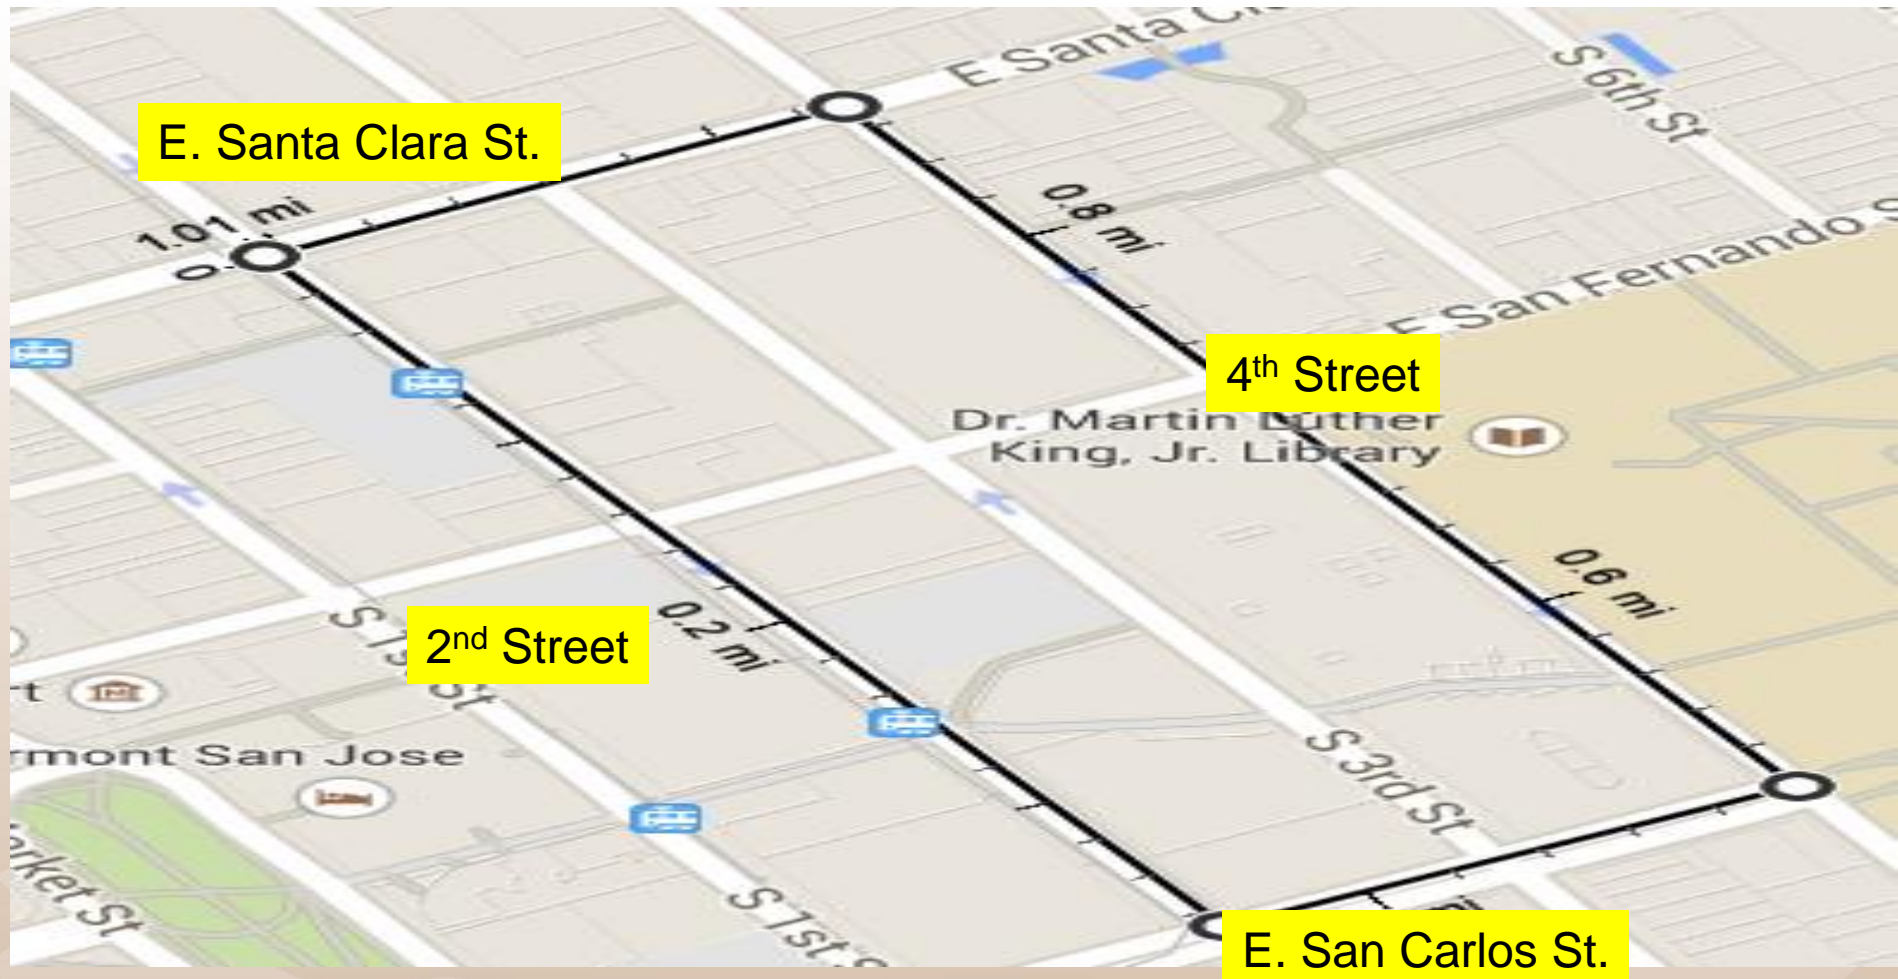 E Santa
S 6th St
E. Santa Clara St.
1.01 mi
0
0.8 mi
E San Fernando S
4th Street
Dr. Martin Luther
King, Jr. Library
0.6 mi
S 1st St
2nd Street
0.2 mi
rmont San Jose
S 3rd St
arket St
S 1st S
E. San Carlos St.